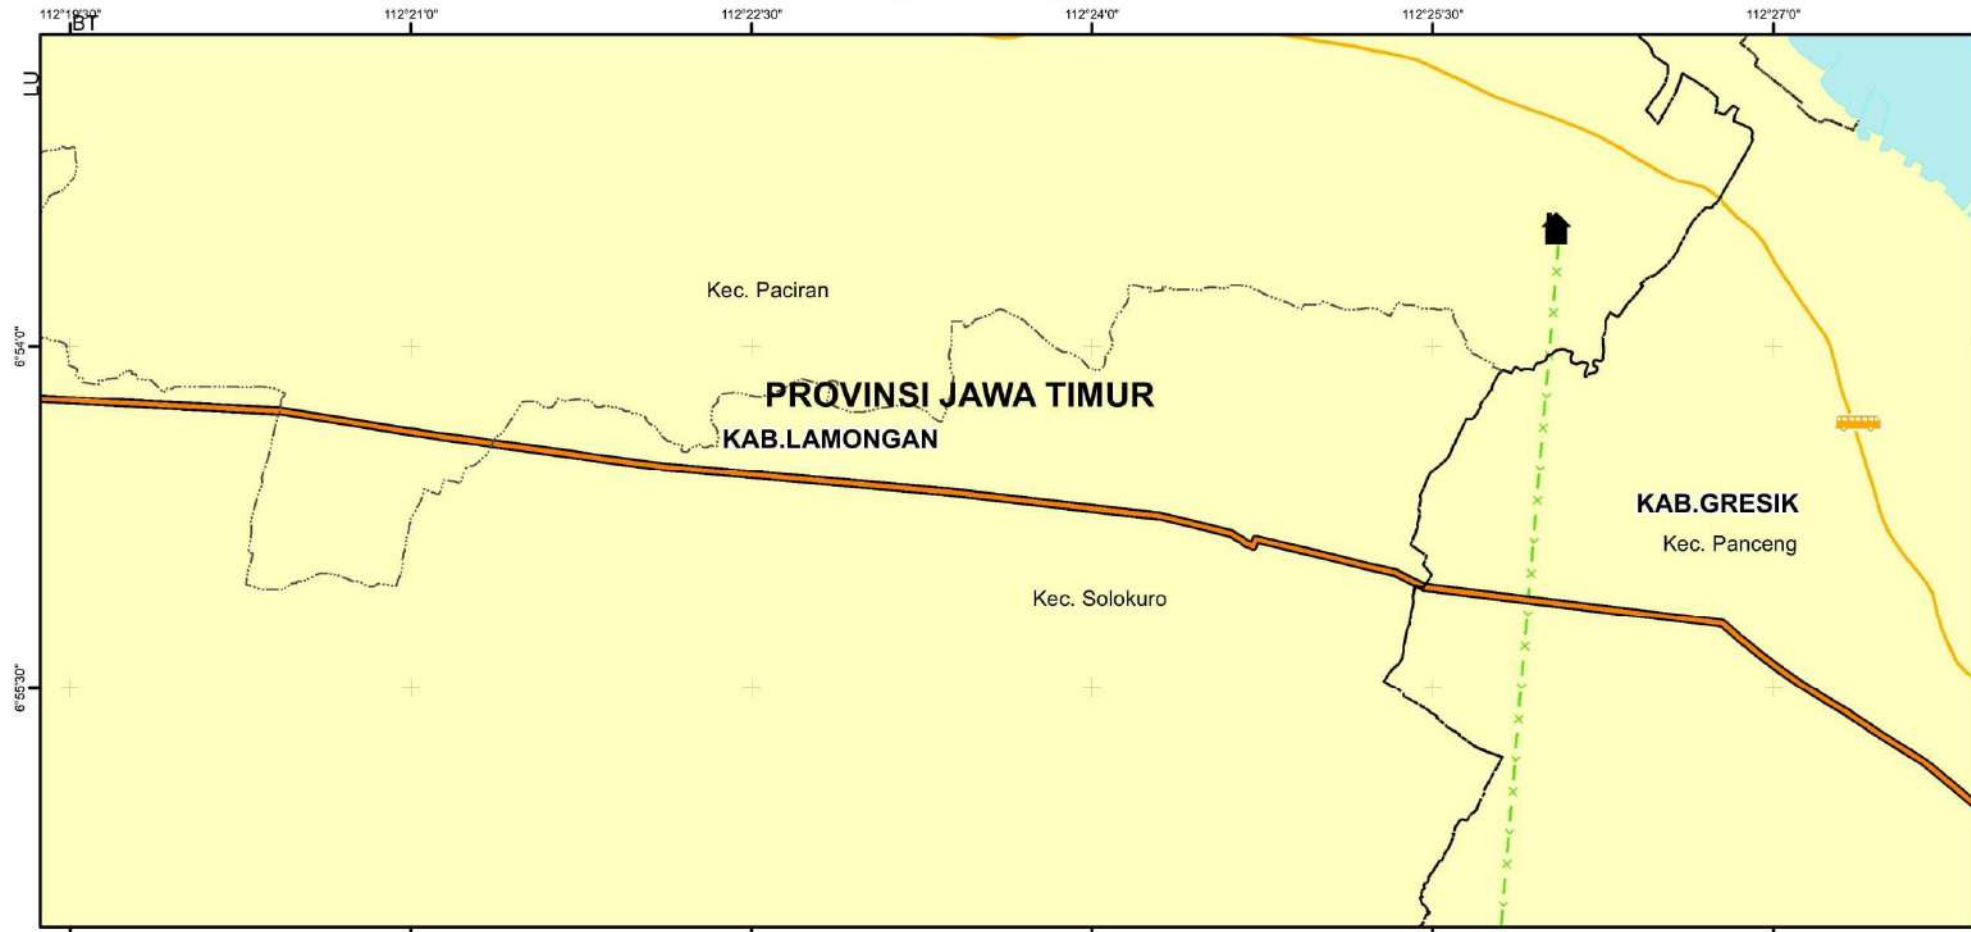 112°19'30" 112°21'0" 112°22'30" 112°24'0" 112°25'30" 112°27'0"
BT
LU
Kec. Paciran
6°54'0"
PROVINSI JAWA TIMUR
KAB.LAMONGAN
KAB.GRESIK
Kec. Panceng
Kec. Solokuro
6°55'30"